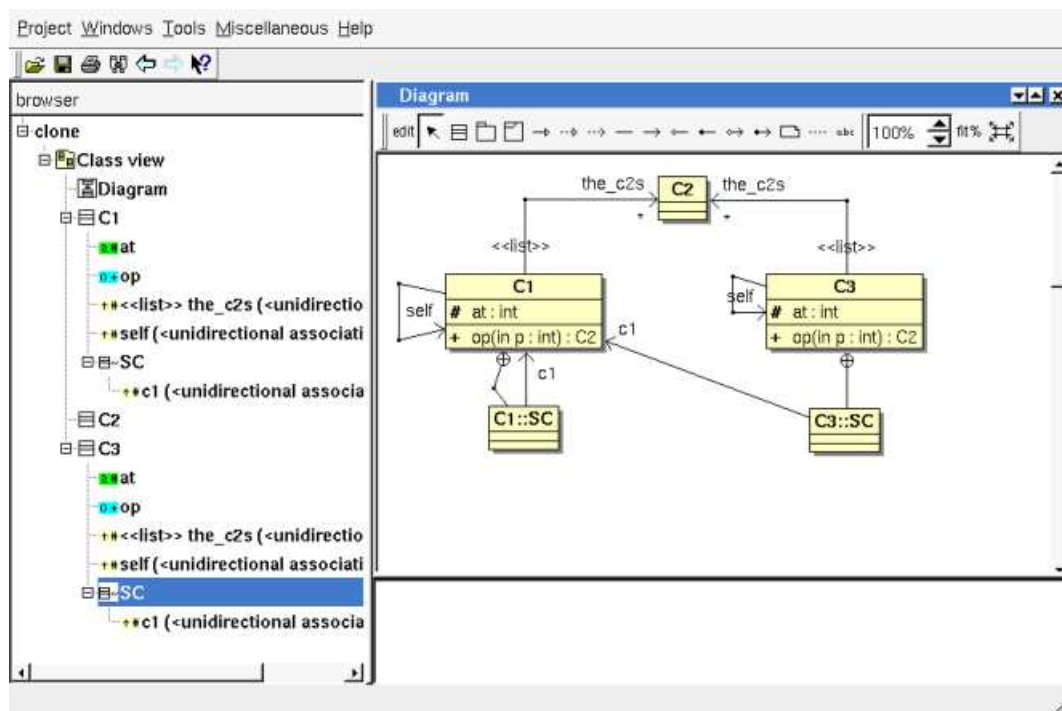 Project Windows Tools Miscellaneous Help
browser
clone
Class view
Diagram
C1
at
op
<<list>> the_c2s (<unidirectio
self (<unidirectional associati
SC
c1 (<unidirectional associa
C2
C3
at
op
<<list>> the_c2s (<unidirectio
self (<unidirectional associati
SC
c1 (<unidirectional associa
Diagram
edit abc 100% fit%
the_c2s C2 the_c2s
* *
<<list>> <<list>>
C1
self # at : int
+ op(in p : int) : C2
C3
self # at : int
+ op(in p : int) : C2
c1
c1
C1::SC
C3::SC